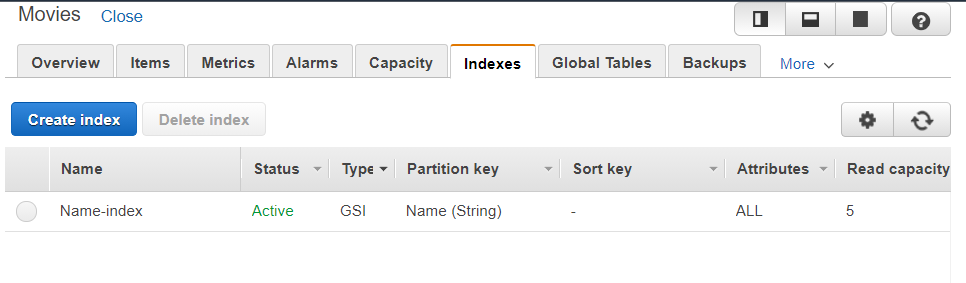 Movies Close
Overview Items Metrics Alarms Capacity Indexes Global Tables Backups More
Create index Delete index
Name Status Type Partition key Sort key Attributes Read capacity
Name-index Active GSI Name (String) - ALL 5